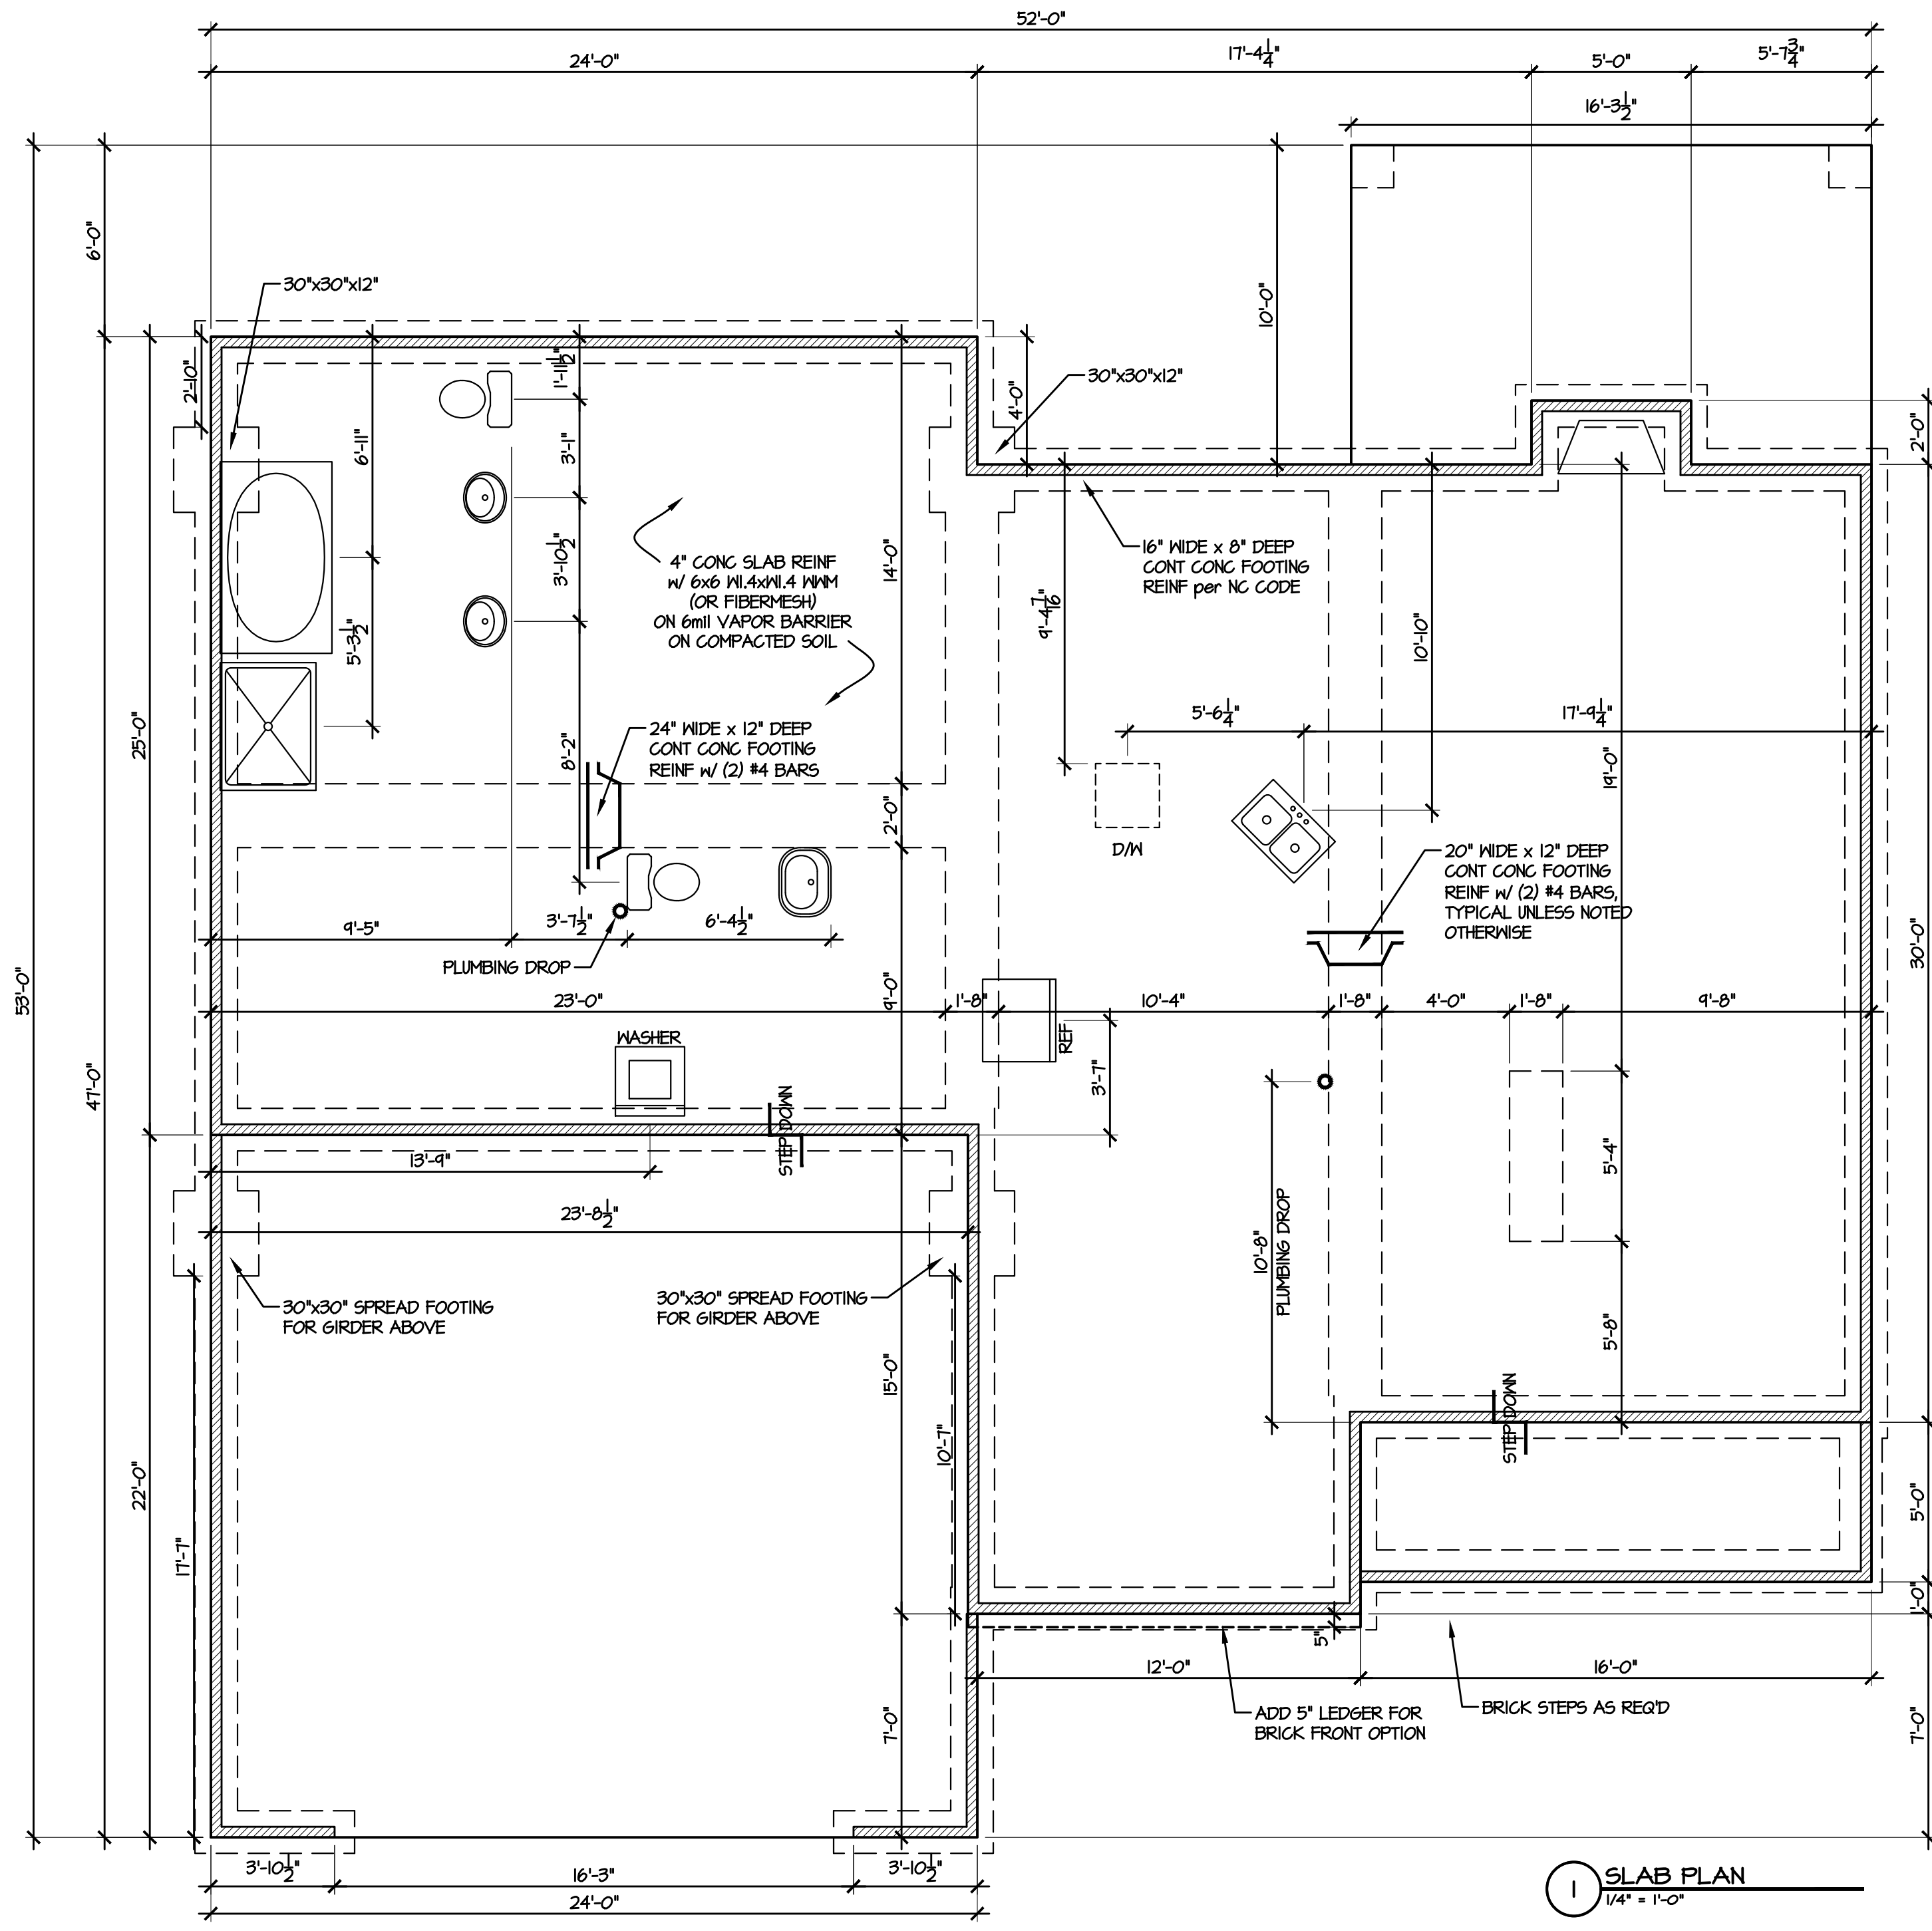 52'-0"
24'-0"
17'-4 1/4"
5'-0"
5'-7 3/4"
16'-3 1/2"
6'-0"
30"x30"x12"
10'-0"
2'-10"
1'-11 1/2"
4'-0"
30"x30"x12"
2'-0"
6'-11"
3'-1"
3'-10 1/2"
14'-0"
16" WIDE x 8" DEEP
CONT CONC FOOTING
REINF per NC CODE
4" CONC SLAB REINF
w/ 6x6 W1.4xW1.4 WWM
(OR FIBERMESH)
ON 6mil VAPOR BARRIER
ON COMPACTED SOIL
9'-4 7/16"
10'-10"
5'-3 1/2"
25'-0"
8'-2"
24" WIDE x 12" DEEP
CONT CONC FOOTING
REINF w/ (2) #4 BARS
5'-6 1/4"
17'-9 1/4"
19'-0"
2'-0"
D/W
20" WIDE x 12" DEEP
CONT CONC FOOTING
REINF w/ (2) #4 BARS,
TYPICAL UNLESS NOTED
OTHERWISE
9'-5"
3'-7 1/2"
6'-4 1/2"
PLUMBING DROP
30'-0"
53'-0"
23'-0"
9'-0"
1'-8"
10'-4"
1'-8"
4'-0"
1'-8"
9'-8"
WASHER
REF
47'-0"
3'-7"
STEP DOWN
13'-9"
5'-4"
23'-8 1/2"
10'-8"
PLUMBING DROP
30"x30" SPREAD FOOTING
FOR GIRDER ABOVE
30"x30" SPREAD FOOTING
FOR GIRDER ABOVE
5'-8"
15'-0"
10'-7"
STEP DOWN
22'-0"
5'-0"
17'-7"
1'-0"
5"
12'-0"
16'-0"
7'-0"
ADD 5" LEDGER FOR
BRICK FRONT OPTION
BRICK STEPS AS REQ'D
7'-0"
3'-10 1/2"
16'-3"
3'-10 1/2"
24'-0"
1
SLAB PLAN
1/4" = 1'-0"